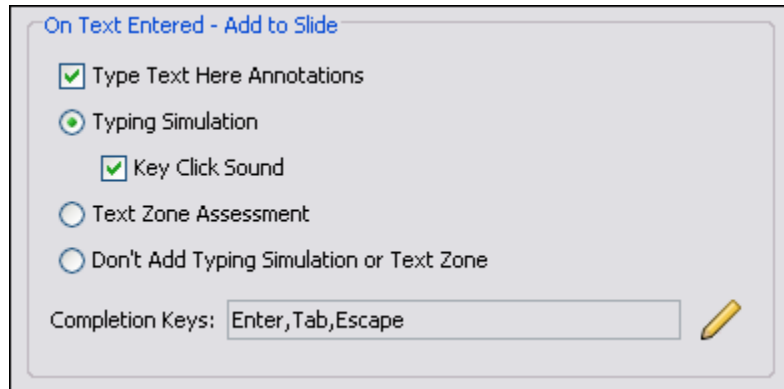 On Text Entered - Add to Slide
Type Text Here Annotations
Typing Simulation
Key Click Sound
Text Zone Assessment
Don't Add Typing Simulation or Text Zone
Completion Keys: Enter,Tab,Escape